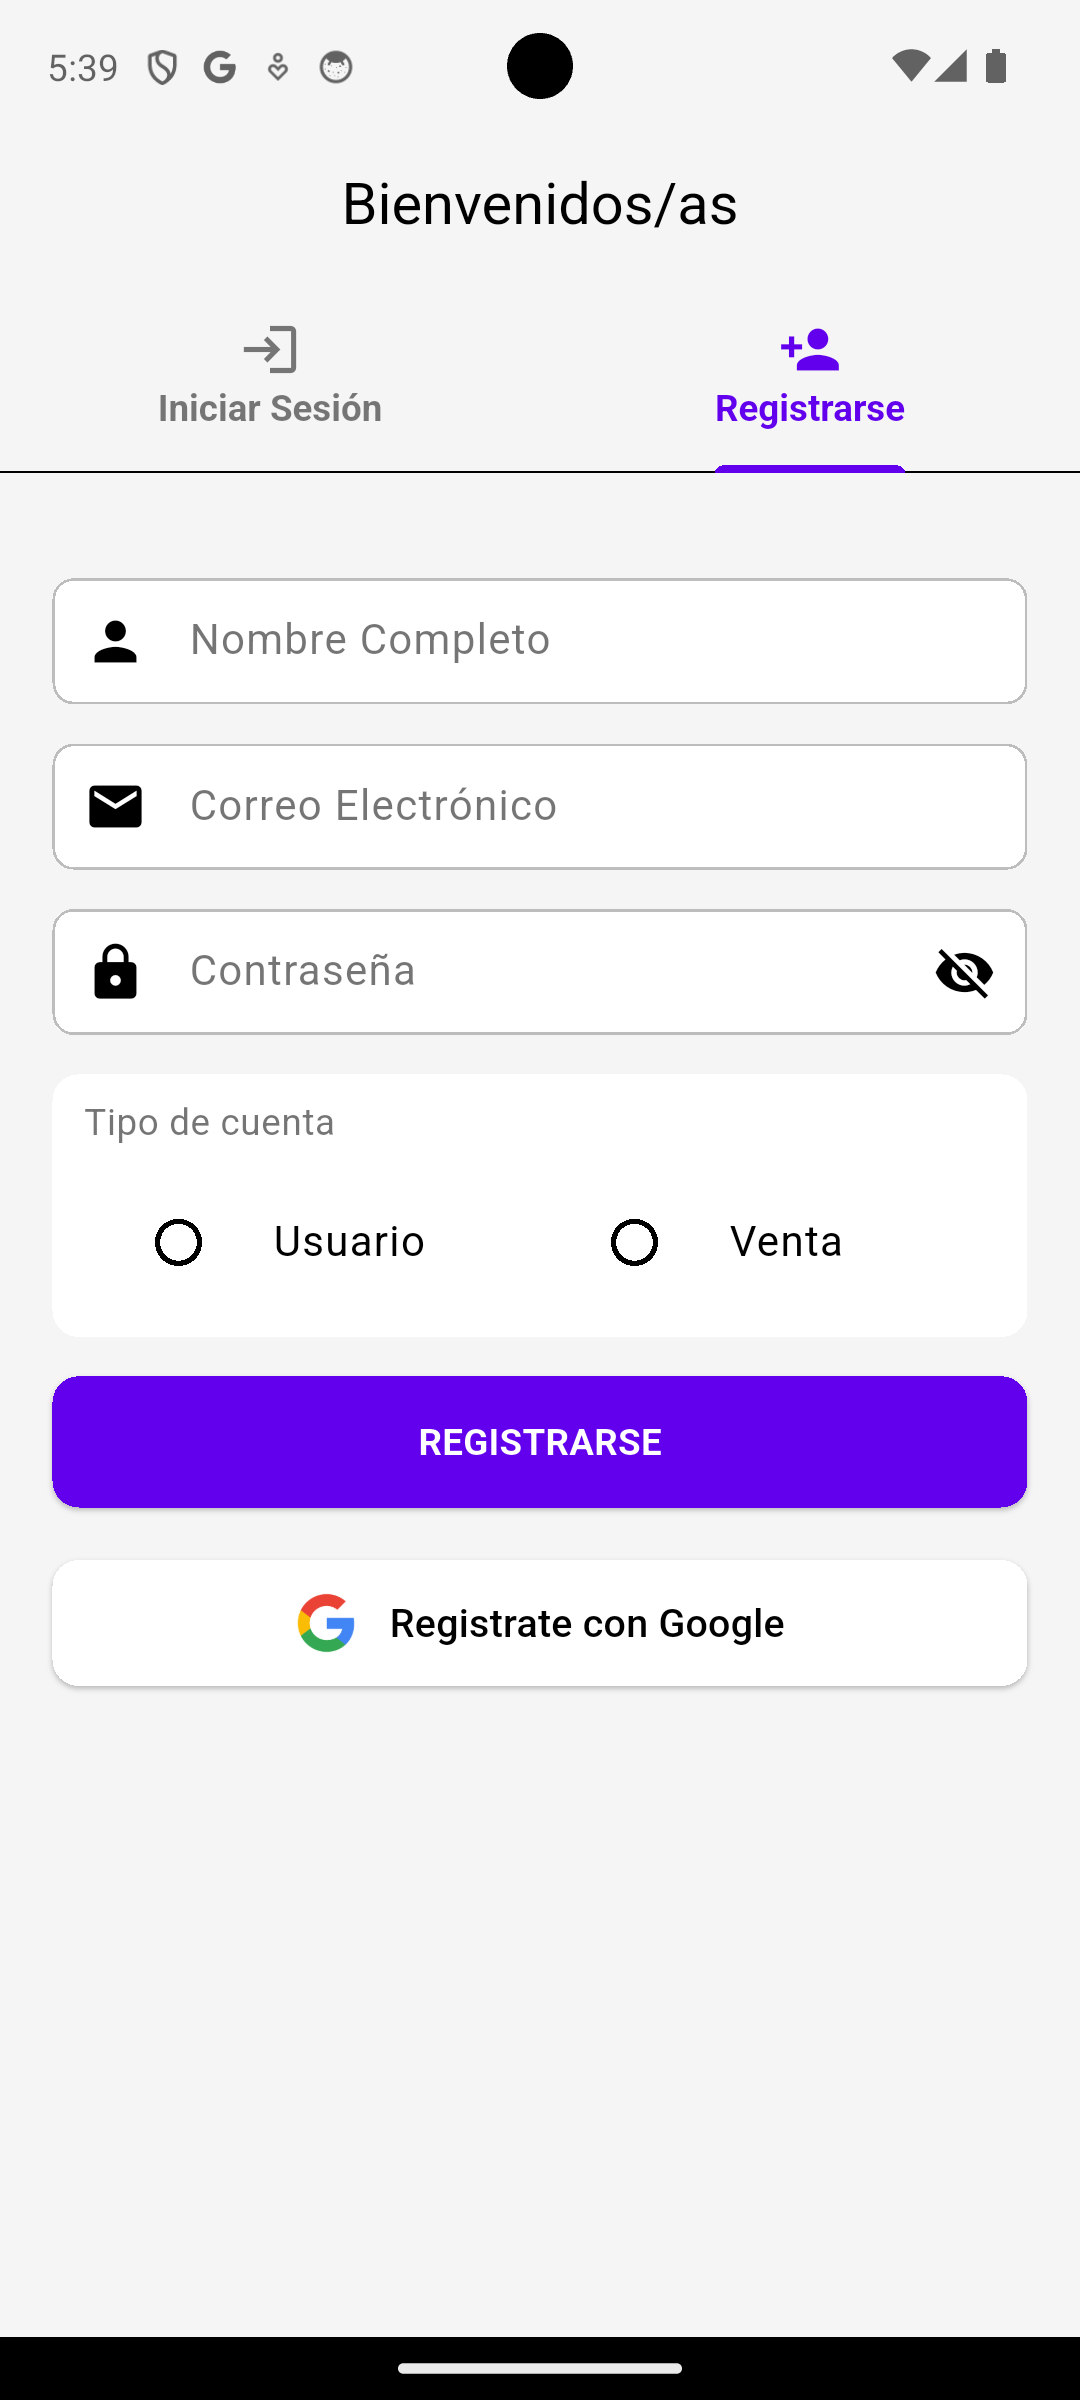 5:39
Bienvenidos/as
Iniciar Sesión
Registrarse
Nombre Completo
Correo Electrónico
Contraseña
Tipo de cuenta
Usuario
Venta
REGISTRARSE
Registrate con Google